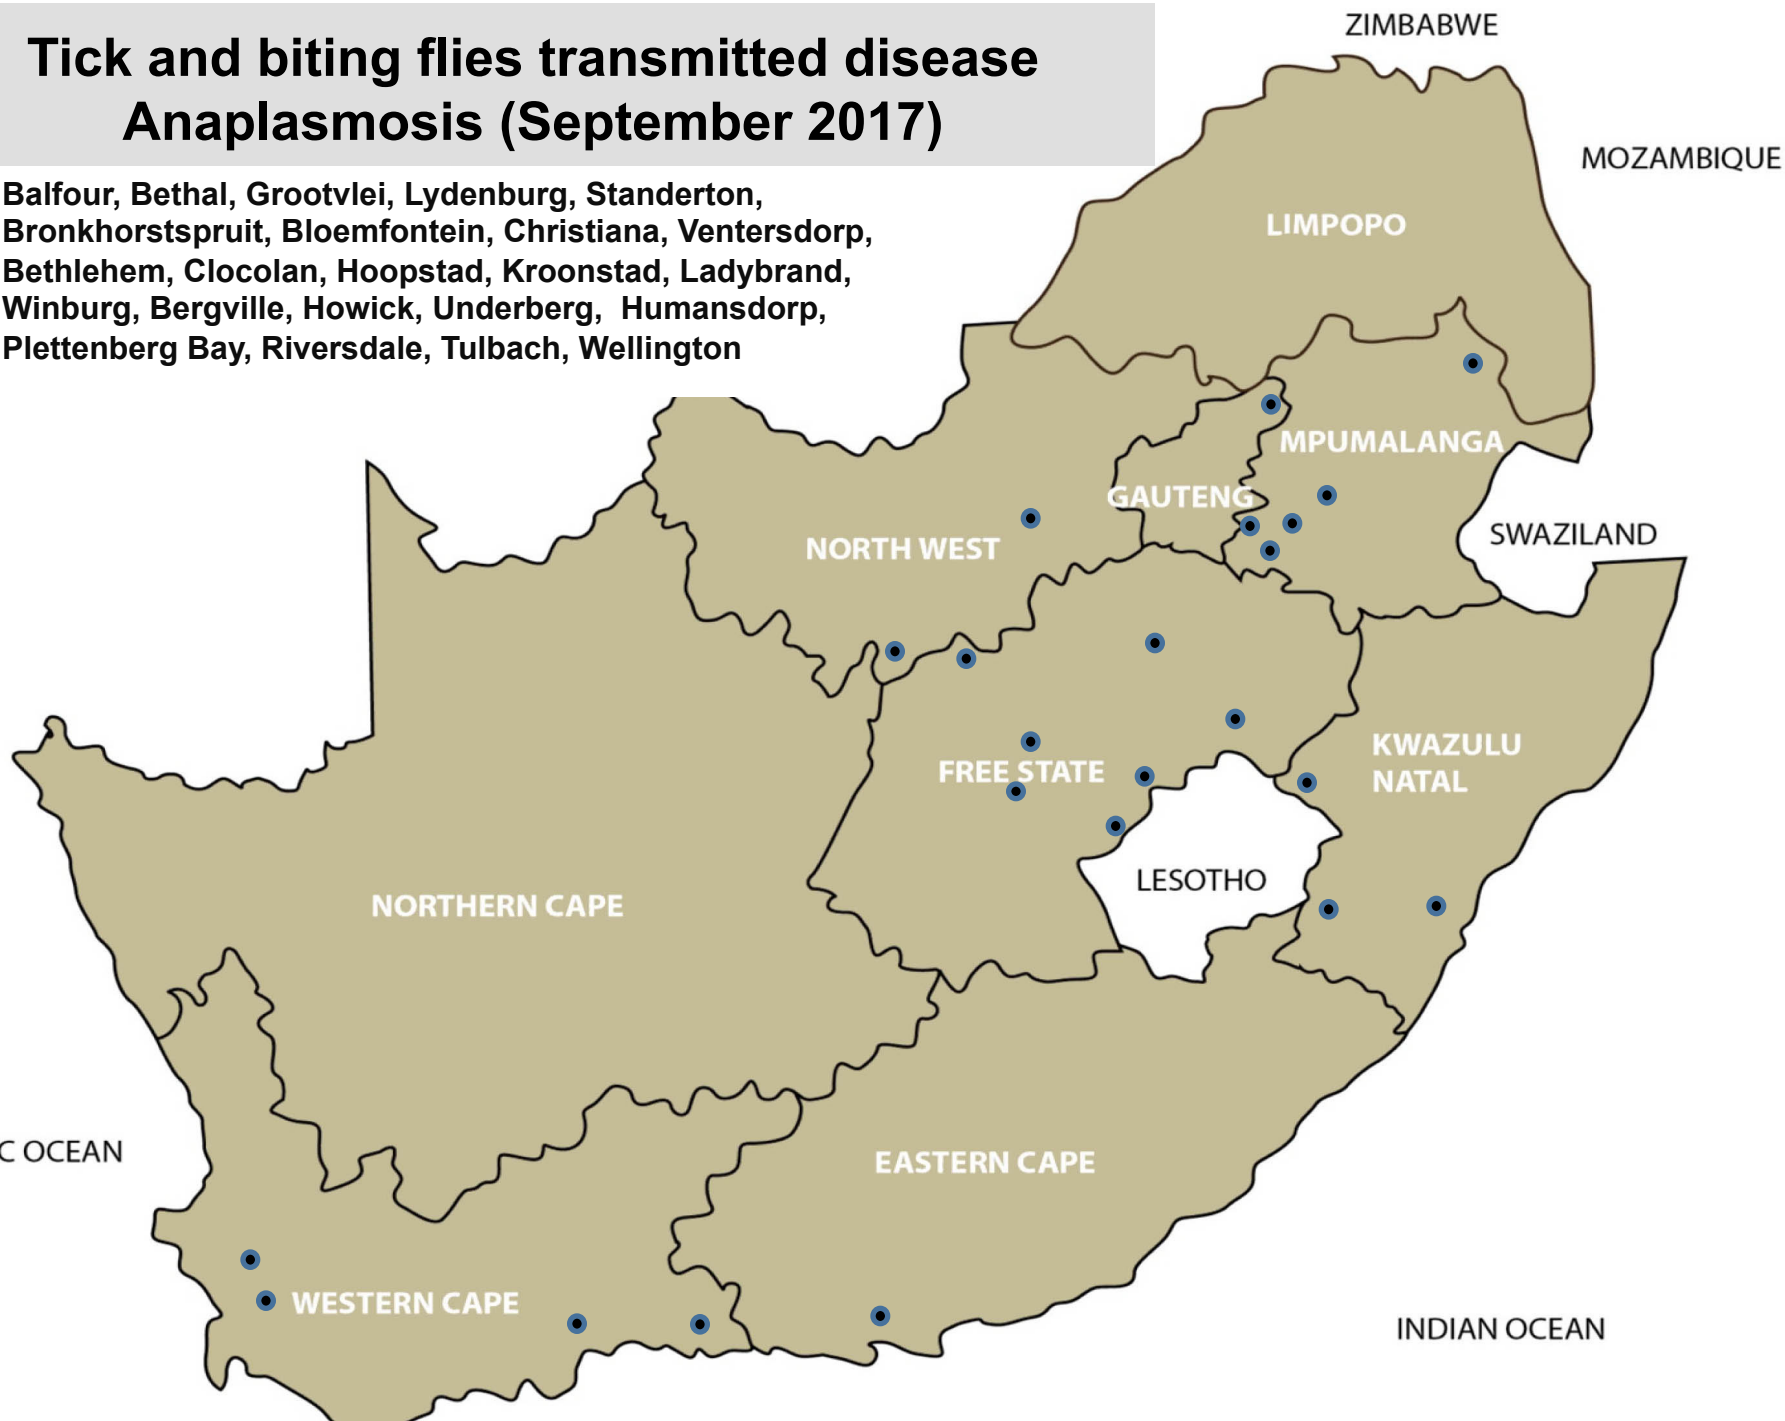 Tick and biting flies transmitted disease
Anaplasmosis (September 2017)
Balfour, Bethal, Grootvlei, Lydenburg, Standerton,
Bronkhorstspruit, Bloemfontein, Christiana, Ventersdorp,
Bethlehem, Clocolan, Hoopstad, Kroonstad, Ladybrand,
Winburg, Bergville, Howick, Underberg,  Humansdorp,
Plettenberg Bay, Riversdale, Tulbach, Wellington
ZIMBABWE
MOZAMBIQUE
LIMPOPO
MPUMALANGA
GAUTENG
SWAZILAND
NORTH WEST
KWAZULU
NATAL
FREE STATE
LESOTHO
NORTHERN CAPE
C OCEAN
EASTERN CAPE
WESTERN CAPE
INDIAN OCEAN